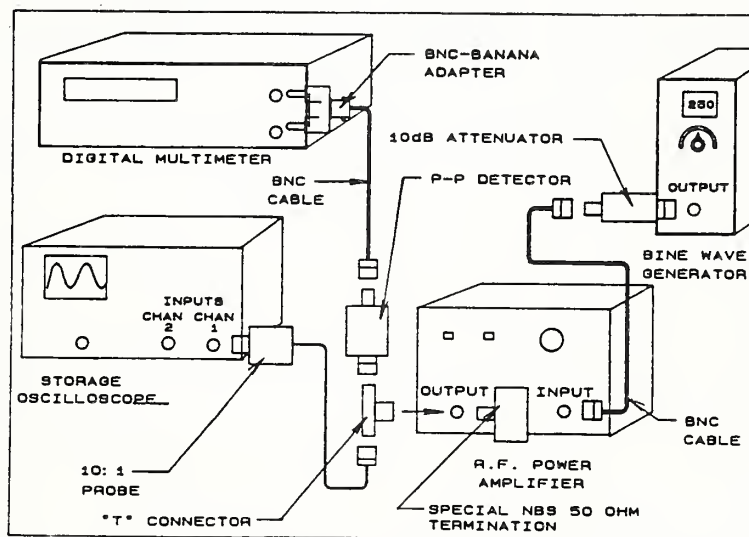 BNC-BANANA
ADAPTER
DIGITAL MULTIMETER
BNC
CABLE
10dB ATTENUATOR
P-P DETECTOR
250
OUTPUT
SINE WAVE
GENERATOR
INPUTS
CHAN CHAN
2 1
STORAGE
OSCILLOSCOPE
OUTPUT
INPUT
BNC
CABLE
10:1
PROBE
"T" CONNECTOR
R.F. POWER
AMPLIFIER
SPECIAL NBS 50 OHM
TERMINATION